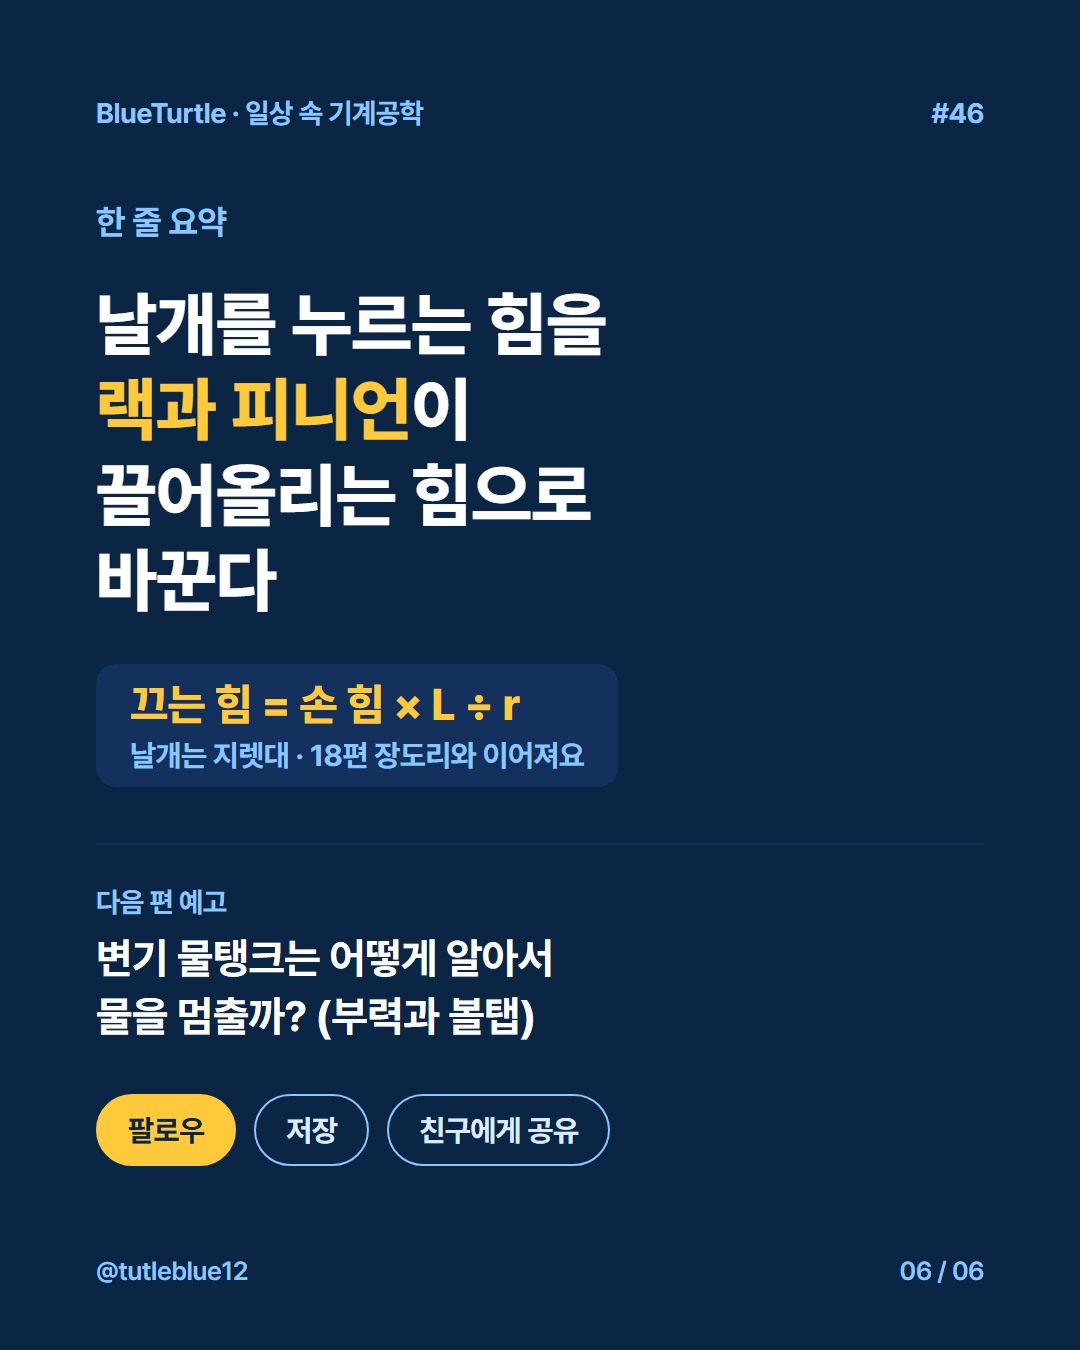 BlueTurtle · 일상 속 기계공학
#46
한 줄 요약
날개를 누르는 힘을
랙과 피니언이
끌어올리는 힘으로
바꾼다
끄는 힘 = 손 힘 × L ÷ r
날개는 지렛대 · 18편 장도리와 이어져요
다음 편 예고
변기 물탱크는 어떻게 알아서
물을 멈출까? (부력과 볼탭)
팔로우
저장
친구에게 공유
@tutleblue12
06 / 06